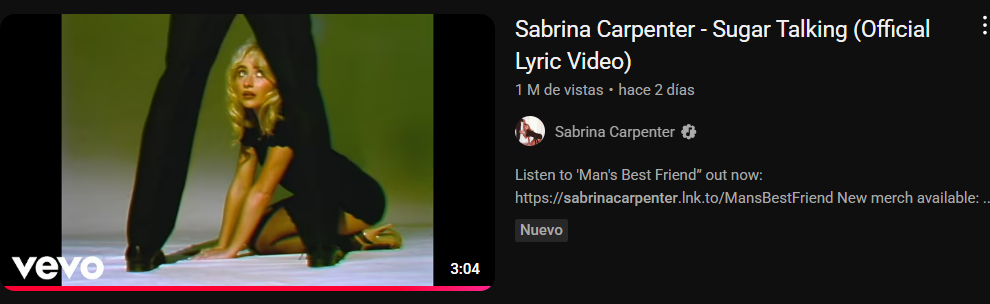 Sabrina Carpenter - Sugar Talking (Official
Lyric Video)
1 M de vistas • hace 2 días
Sabrina Carpenter
Listen to 'Man's Best Friend” out now:
https://sabrinacarpenter.lnk.to/MansBestFriend New merch available: ...
Nuevo
vevo
3:04